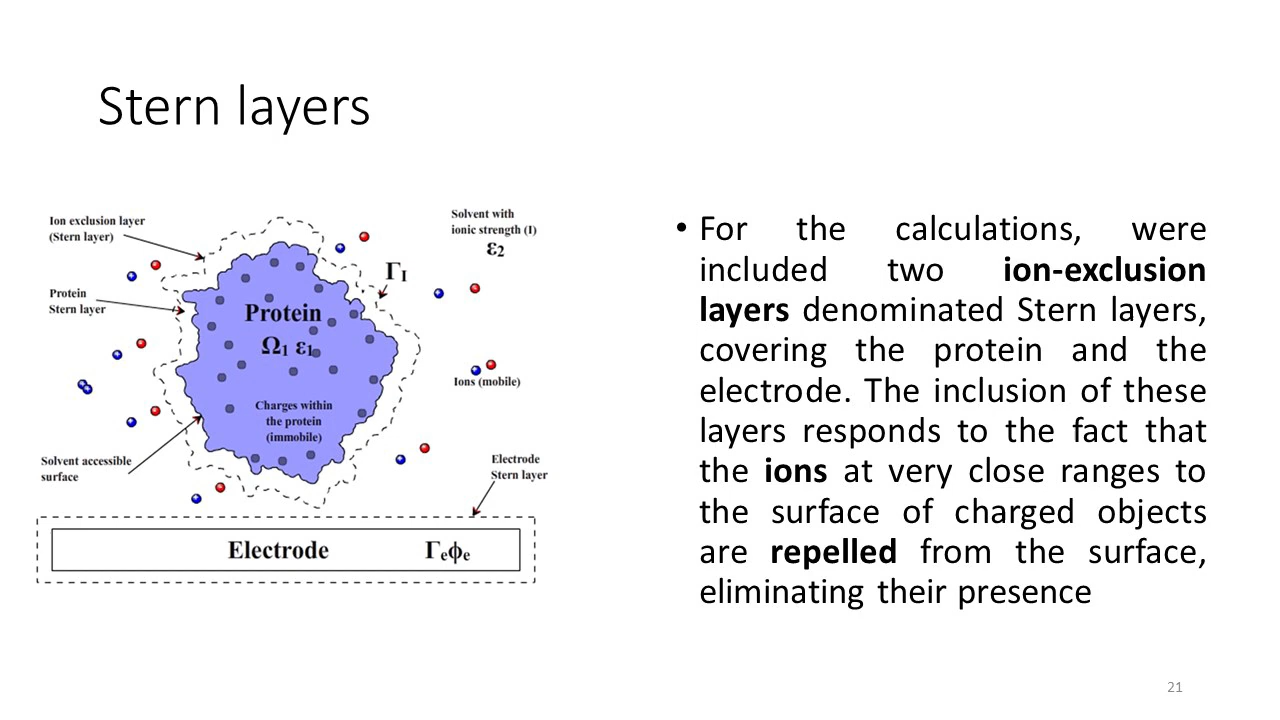 Stern layers
Ion exclusion layer
(Stern layer)
Solvent with
ionic strength (I)
ε2
ΓI
Protein
Stern layer
Protein
Ω1 ε1
Ions (mobile)
Charges within
the protein
(immobile)
Solvent accessible
surface
Electrode
Stern layer
Electrode Γeϕe
• For the calculations, were
included two ion-exclusion
layers denominated Stern layers,
covering the protein and the
electrode. The inclusion of these
layers responds to the fact that
the ions at very close ranges to
the surface of charged objects
are repelled from the surface,
eliminating their presence
21